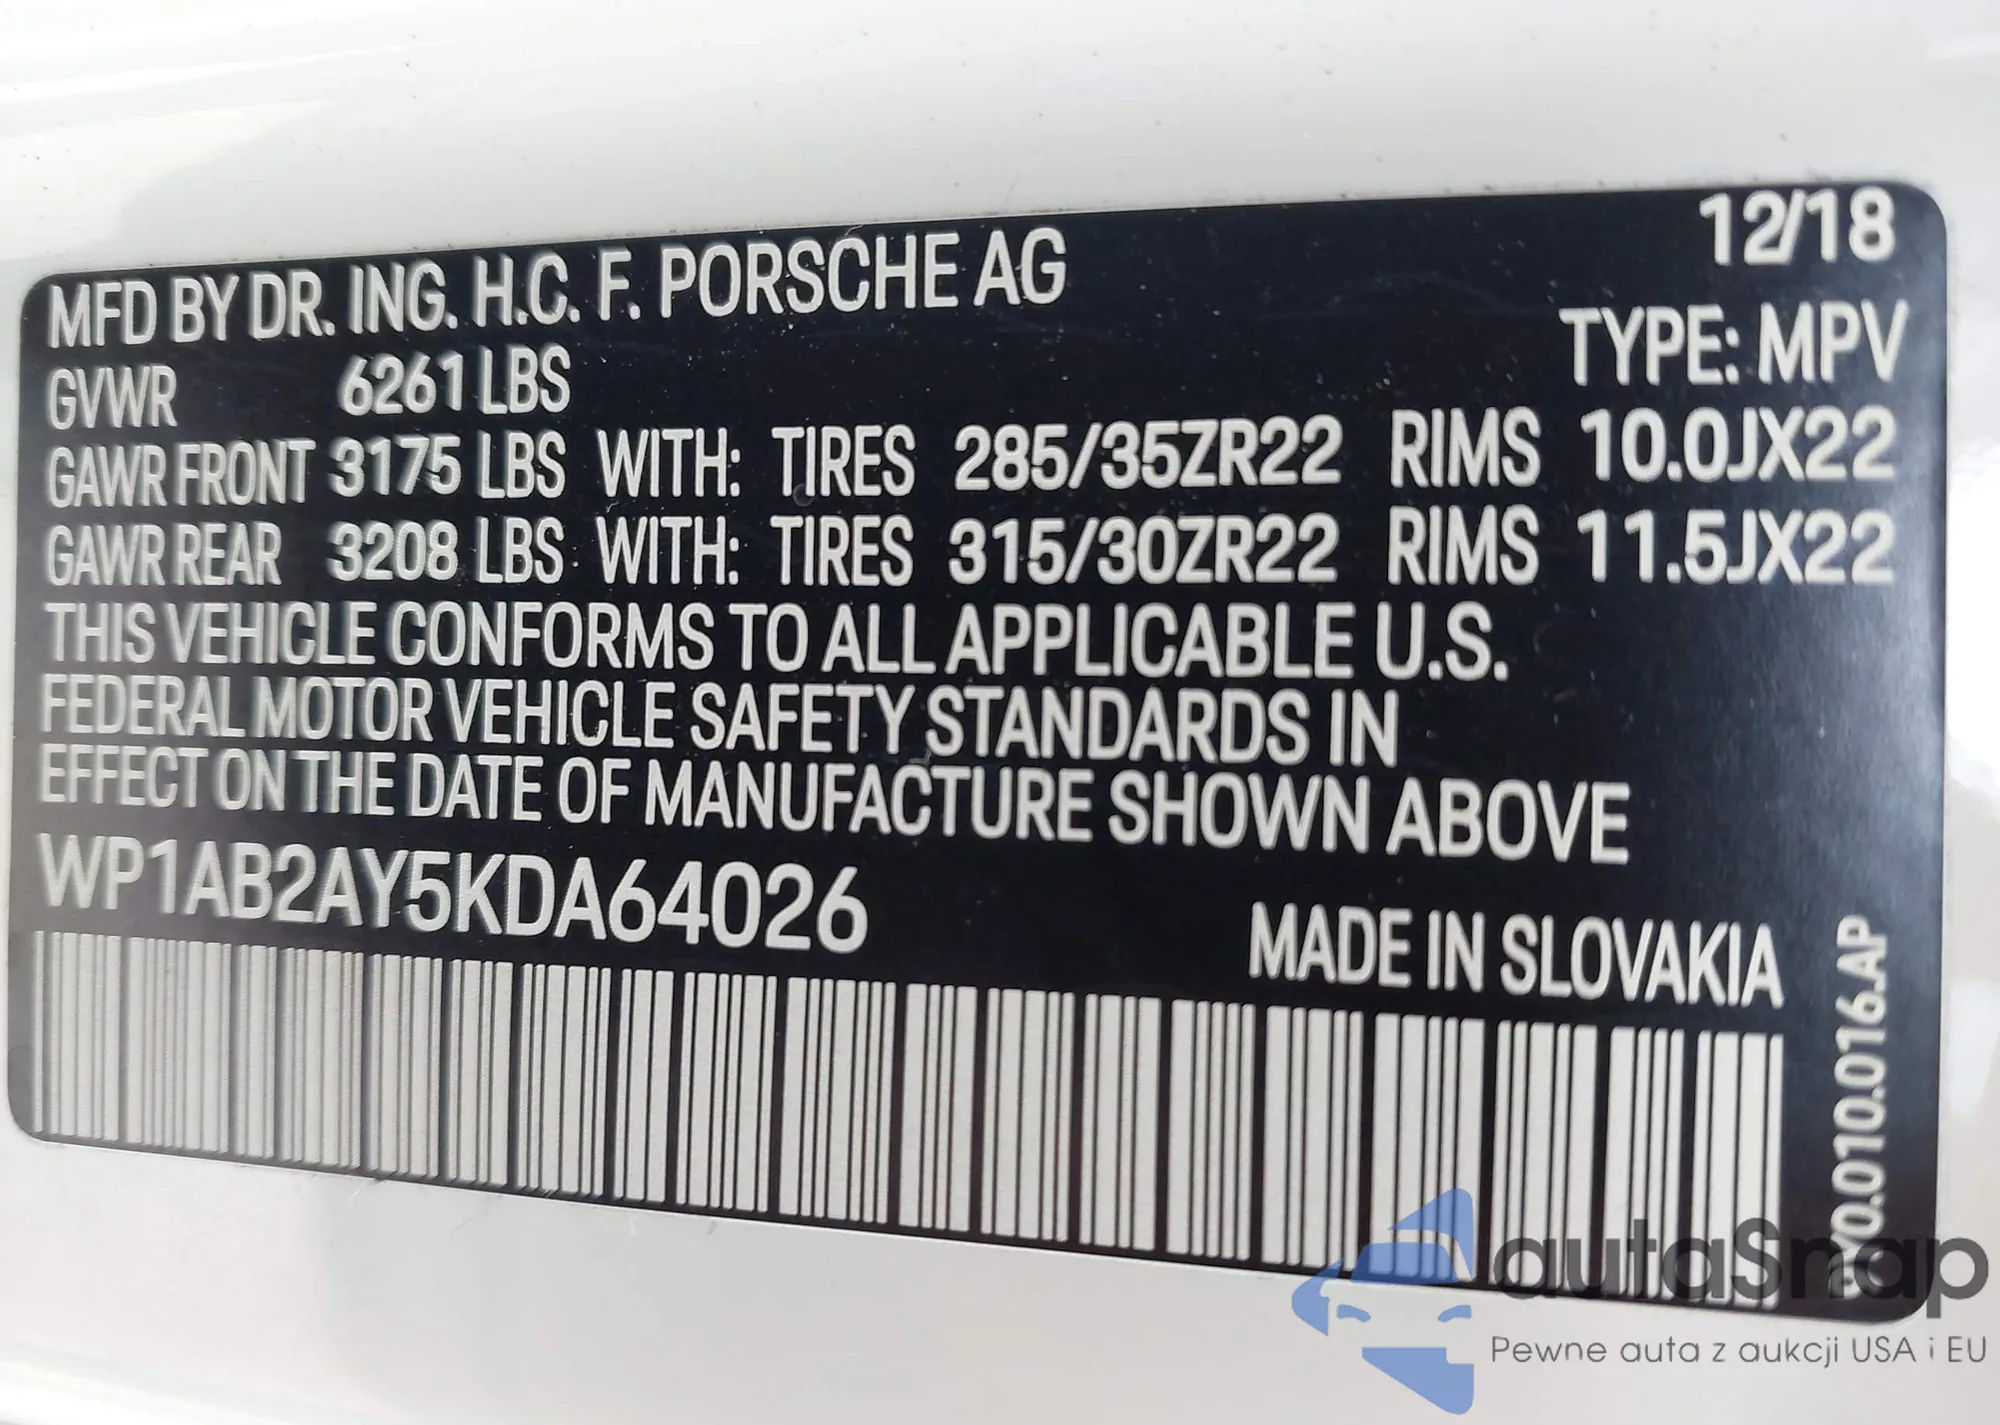 12/18
MFD BY DR. ING. H.C. F. PORSCHE AG
TYPE: MPV
GVWR 6261 LBS
GAWR FRONT 3175 LBS WITH: TIRES 285/35ZR22 RIMS 10.0JX22
GAWR REAR 3208 LBS WITH: TIRES 315/30ZR22 RIMS 11.5JX22
THIS VEHICLE CONFORMS TO ALL APPLICABLE U.S.
FEDERAL MOTOR VEHICLE SAFETY STANDARDS IN
EFFECT ON THE DATE OF MANUFACTURE SHOWN ABOVE
WP1AB2AY5KDA64026
MADE IN SLOVAKIA
9Y0.010.016.AP
autaSnap
Pewne auta z aukcji USA i EU